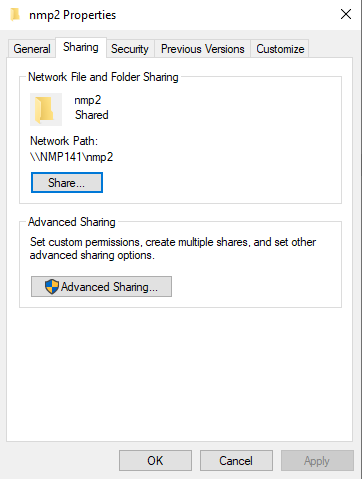 nmp2 Properties
General
Sharing
Security
Previous Versions
Customize
Network File and Folder Sharing
nmp2
Shared
Network Path:
\\NMP141\nmp2
Share...
Advanced Sharing
Set custom permissions, create multiple shares, and set other
advanced sharing options.
Advanced Sharing...
OK
Cancel
Apply